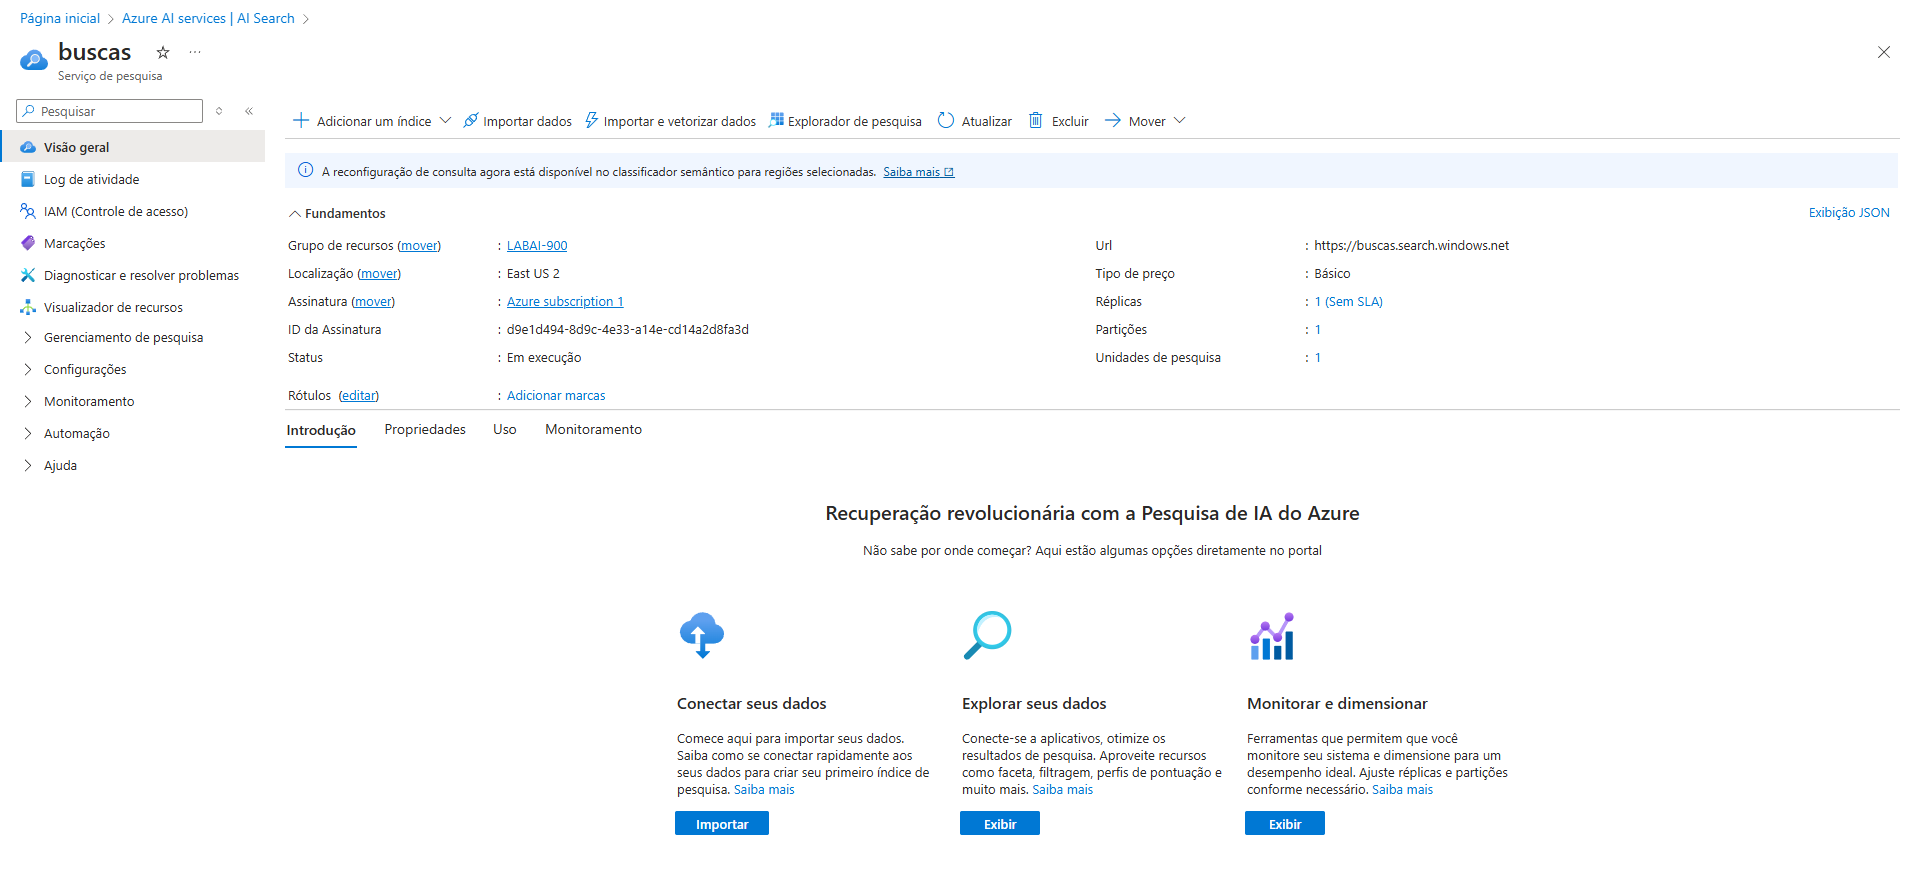 Página inicial > Azure AI services | AI Search >
buscas
Serviço de pesquisa
Pesquisar
Visão geral
Log de atividade
IAM (Controle de acesso)
Marcações
Diagnosticar e resolver problemas
Visualizador de recursos
Gerenciamento de pesquisa
Configurações
Monitoramento
Automação
Ajuda
Adicionar um índice Importar dados Importar e vetorizar dados Explorador de pesquisa Atualizar Excluir Mover
A reconfiguração de consulta agora está disponível no classificador semântico para regiões selecionadas. Saiba mais
Fundamentos Exibição JSON
Grupo de recursos (mover) : LABAI-900
Localização (mover) : East US 2
Assinatura (mover) : Azure subscription 1
ID da Assinatura : d9e1d494-8d9c-4e33-a14e-cd14a2d8fa3d
Status : Em execução
Rótulos (editar) : Adicionar marcas
Url : https://buscas.search.windows.net
Tipo de preço : Básico
Réplicas : 1 (Sem SLA)
Partições : 1
Unidades de pesquisa : 1
Introdução Propriedades Uso Monitoramento
Recuperação revolucionária com a Pesquisa de IA do Azure
Não sabe por onde começar? Aqui estão algumas opções diretamente no portal
Conectar seus dados
Comece aqui para importar seus dados.
Saiba como se conectar rapidamente aos
seus dados para criar seu primeiro índice de
pesquisa. Saiba mais
Importar
Explorar seus dados
Conecte-se a aplicativos, otimize os
resultados de pesquisa. Aproveite recursos
como faceta, filtragem, perfis de pontuação e
muito mais. Saiba mais
Exibir
Monitorar e dimensionar
Ferramentas que permitem que você
monitore seu sistema e dimensione para um
desempenho ideal. Ajuste réplicas e partições
conforme necessário. Saiba mais
Exibir